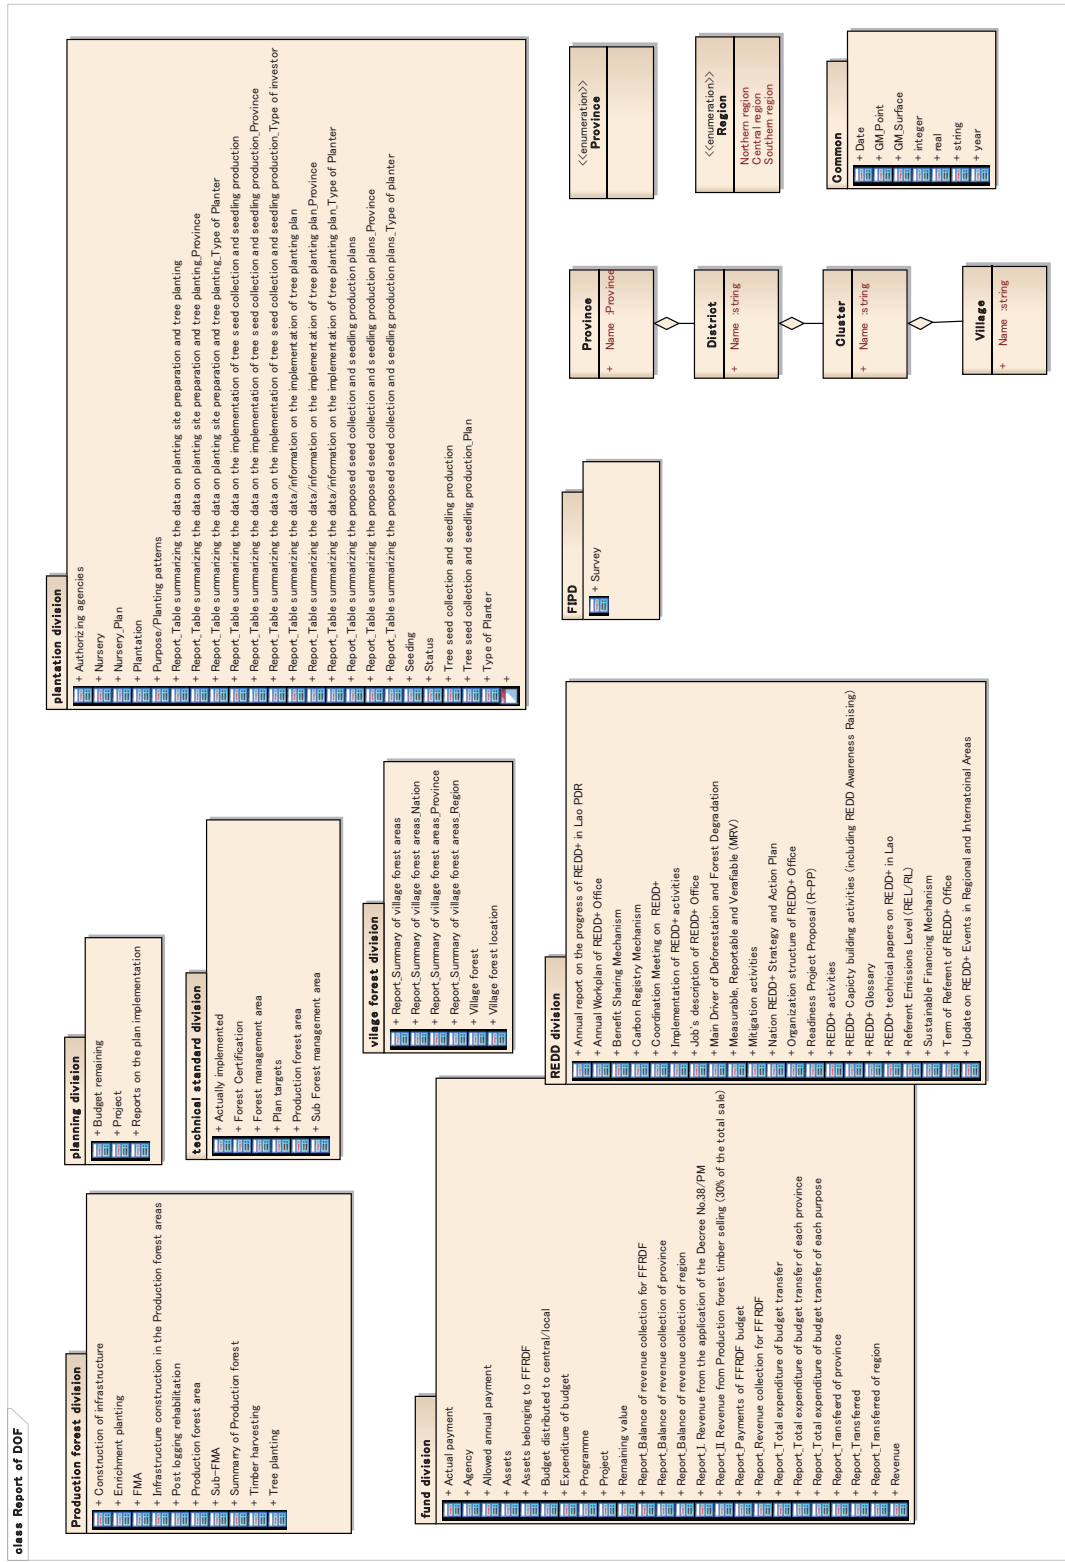 class Report of DOF
Production forest division
+ Construction of infrastructure
+ Enrichment planting
+ FMA
+ Infrastructure construction in the Production forest areas
+ Post logging rehabilitation
+ Production forest area
+ Sub-FMA
+ Summarry of Production forest
+ Timber harvesting
+ Tree planting
planning division
+ Budget remaining
+ Project
+ Reports on the plan implementation
technical standard division
+ Actually implemented
+ Forest Certification
+ Forest management area
+ Plan targets
+ Production forest area
+ Sub Forest management area
vilage forest division
+ Report_Summary of village forest areas
+ Report_Summary of village forest areas_Nation
+ Report_Summary of village forest areas_Province
+ Report_Summary of village forest areas_Region
+ Village forest
+ Village forest location
plantation division
+ Authorizing agencies
+ Nursery
+ Nursery_Plan
+ Plantation
+ Purpose/Planting patterns
+ Report_Table summarizing the data on planting site preparation and tree planting
+ Report_Table summarizing the data on planting site preparation and tree planting_Province
+ Report_Table summarizing the data on planting site preparation and tree planting_Type of Planter
+ Report_Table summarizing the data on the implementation of tree seed collection and seedling production
+ Report_Table summarizing the data on the implementation of tree seed collection and seedling production_Province
+ Report_Table summarizing the data on the implementation of tree seed collection and seedling production_Type of investor
+ Report_Table summarizing the data/information on the implementation of tree planting plan
+ Report_Table summarizing the data/information on the implementation of tree planting plan_Province
+ Report_Table summarizing the data/information on the implementation of tree planting plan_Type of Planter
+ Report_Table summarizing the proposed seed collection and seedling production plans
+ Report_Table summarizing the proposed seed collection and seedling production plans_Province
+ Report_Table summarizing the proposed seed collection and seedling production plans_Type of planter
+ Seeding
+ Status
+ Tree seed collection and seedling production
+ Tree seed collection and seedling production_Plan
+ Type of Planter
+
fund division
+ Actual payment
+ Agency
+ Allowed annual payment
+ Assets
+ Assets belonging to FFRDF
+ Budget distributed to central/local
+ Expenditure of budget
+ Programme
+ Project
+ Remaining value
+ Report_Balance of revenue collection for FFRDF
+ Report_Balance of revenue collection of province
+ Report_Balance of revenue collection of region
+ Report_I. Revenue from the application of the Decree No.38/PM
+ Report_II Revenue from Production forest timber selling (30% of the total sale)
+ Report_Payments of FFRDF budget
+ Report_Revenue collection for FFRDF
+ Report_Total expenditure of budget transfer
+ Report_Total expenditure of budget transfer of each province
+ Report_Total expenditure of budget transfer of each purpose
+ Report_Transfeerd of province
+ Report_Transferred
+ Report_Transferred of region
+ Revenue
REDD division
+ Annual report on the progress of REDD+ in Lao PDR
+ Annual Workplan of REDD+ Office
+ Benefit Sharing Mechanism
+ Carbon Registry Mechanism
+ Coordination Meeting on REDD+
+ Implementation of REDD+ activities
+ Job's description of REDD+ Office
+ Main Driver of Deforestation and Forest Degradation
+ Measurable, Reportable and Verafiable (MRV)
+ Mitigation activities
+ Nation REDD+ Strategy and Action Plan
+ Organization structure of REDD+ Office
+ Readiness Project Proposal (R-PP)
+ REDD+ activities
+ REDD+ Capicty building activities (including REDD Awareness Raising)
+ REDD+ Glossary
+ REDD+ technical papers on REDD+ in Lao
+ Referent Emissions Level (REL/RL)
+ Sustainable Financing Mechanism
+ Term of Referent of REDD+ Office
+ Update on REDD+ Events in Regional and Internatoinal Areas
FIPD
+ Survey
Province
+ Name :Province
District
+ Name :string
Cluster
+ Name :string
Village
+ Name :string
<<enumeration>>
Province
<<enumeration>>
Region
Northern region
Central region
Southern region
Common
+ Date
+ GM_Point
+ GM_Surface
+ integer
+ real
+ string
+ year